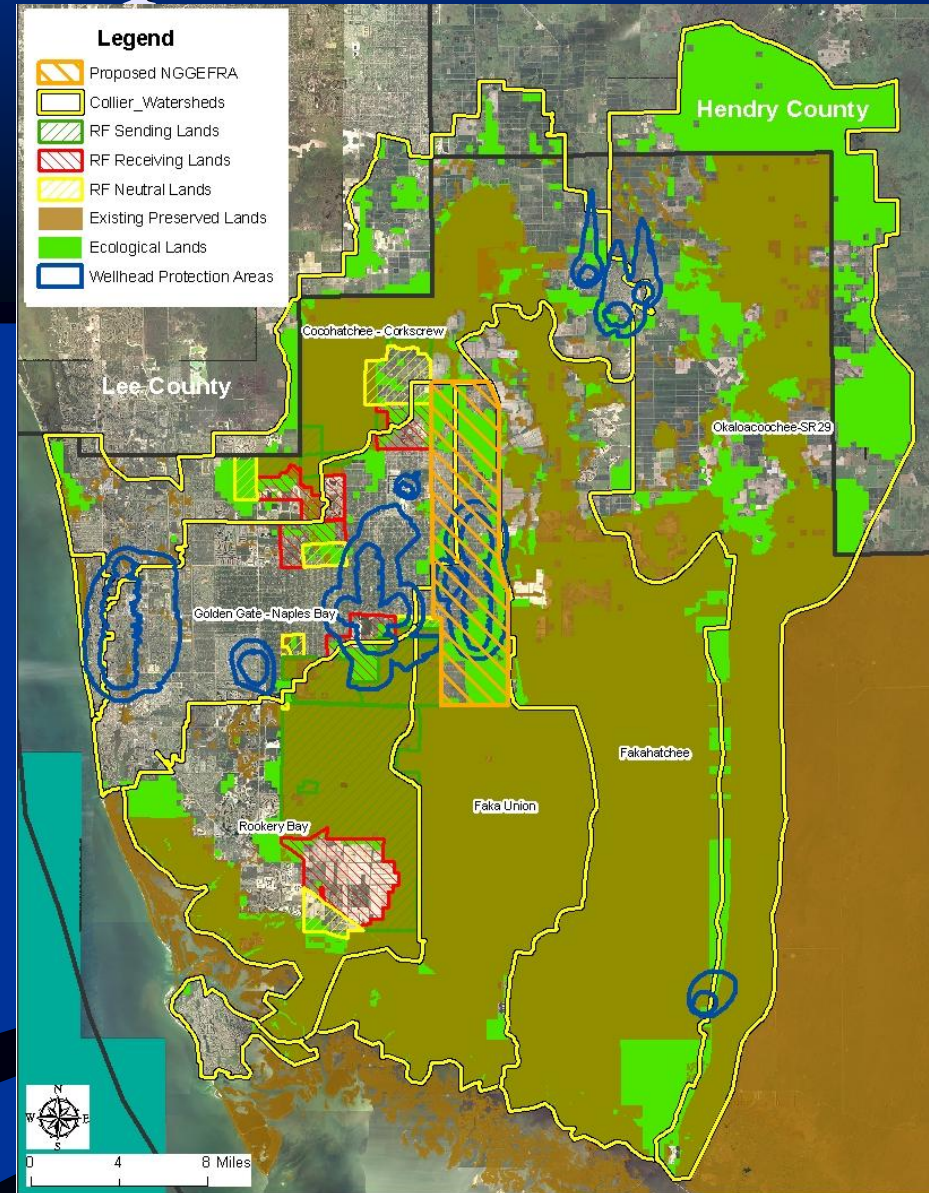 Legend
Proposed NGGEFRA
Collier_Watersheds
RF Sending Lands
RF Receiving Lands
RF Neutral Lands
Existing Preserved Lands
Ecological Lands
Wellhead Protection Areas
Hendry County
Cocohatchee - Corkscrew
Lee County
Okaloacoochee-SR29
Golden Gate - Naples Bay
Fakahatchee
Faka Union
Rookery Bay
N
W E
S
0 4 8 Miles